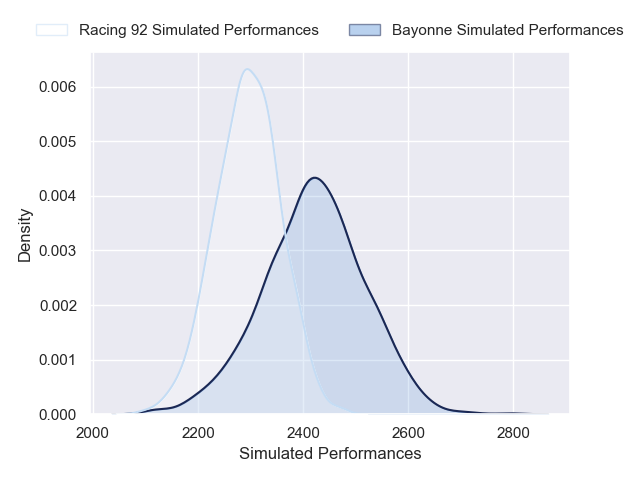 Racing 92 Simulated Performances
Bayonne Simulated Performances
Density
0.006
0.005
0.004
0.003
0.002
0.001
0.000
2000 2200 2400 2600 2800
Simulated Performances